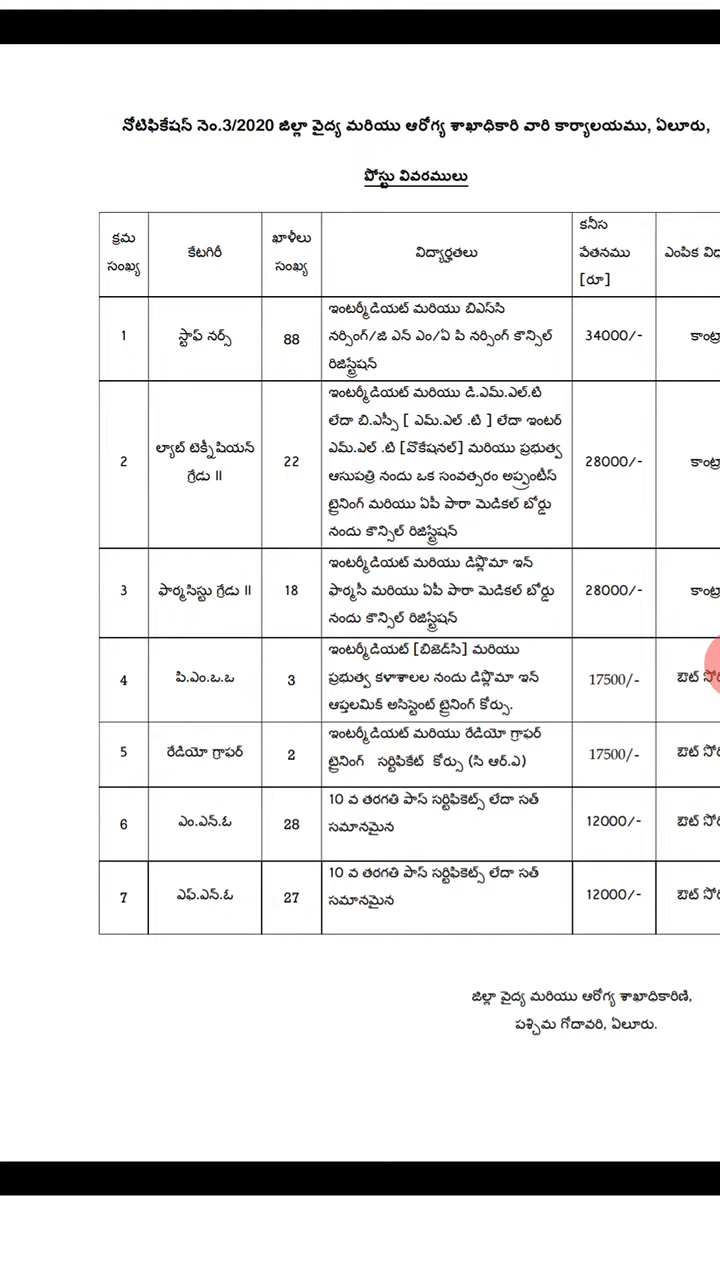 నోటిఫికేషన్ నెం.3/2020 జిల్లా వైద్య మరియు ఆరోగ్య శాఖాధికారి వారి కార్యాలయము, ఏలూరు,
పోస్టు వివరములు
క్రమ సంఖ్య
కేటగిరీ
ఖాళీలు సంఖ్య
విద్యార్హతలు
కనీస వేతనము [రూ]
ఎంపిక
1
స్టాఫ్ నర్స్
88
ఇంటర్మీడియట్ మరియు బిఎస్‌సి
నర్సింగ్/జి ఎన్ ఎం/ఏ పి నర్సింగ్ కౌన్సిల్
రిజిస్ట్రేషన్
34000/-
2
ల్యాబ్ టెక్నీషియన్
గ్రేడు II
22
ఇంటర్మీడియట్ మరియు డి.ఎమ్.ఎల్.టి
లేదా బి.ఎస్సీ [ ఎమ్.ఎల్ .టి ] లేదా ఇంటర్
ఎమ్.ఎల్ .టి [వొకేషనల్] మరియు ప్రభుత్వ
ఆసుపత్రి నందు ఒక సంవత్సరం అప్ప్రంటీస్
ట్రైనింగ్ మరియు ఏపీ పారా మెడికల్ బోర్డు
నందు కౌన్సిల్ రిజిస్ట్రేషన్
28000/-
3
ఫార్మసిస్టు గ్రేడు II
18
ఇంటర్మీడియట్ మరియు డిప్లొమా ఇన్
ఫార్మసీ మరియు ఏపీ పారా మెడికల్ బోర్డు
నందు కౌన్సిల్ రిజిస్ట్రేషన్
28000/-
4
పి.ఎం.ఒ.ఒ
3
ఇంటర్మీడియట్ [బిజెడ్‌సి] మరియు
ప్రభుత్వ కళాశాలల నందు డిప్లొమా ఇన్
ఆప్తలమిక్ అసిస్టెంట్ ట్రైనింగ్ కోర్సు.
17500/-
ఔట్
5
రేడియో గ్రాఫర్
2
ఇంటర్మీడియట్ మరియు రేడియో గ్రాఫర్
ట్రైనింగ్ సర్టిఫికేట్ కోర్సు (సి ఆర్.ఎ)
17500/-
ఔట్
6
ఎం.ఎన్.ఓ
28
10 వ తరగతి పాస్ సర్టిఫికెట్స్ లేదా సత్
సమానమైన
12000/-
ఔట్
7
ఎఫ్.ఎన్.ఓ
27
10 వ తరగతి పాస్ సర్టిఫికెట్స్ లేదా సత్
సమానమైన
12000/-
ఔట్
జిల్లా వైద్య మరియు ఆరోగ్య శాఖాధికారిణి,
పశ్చిమ గోదావరి, ఏలూరు.